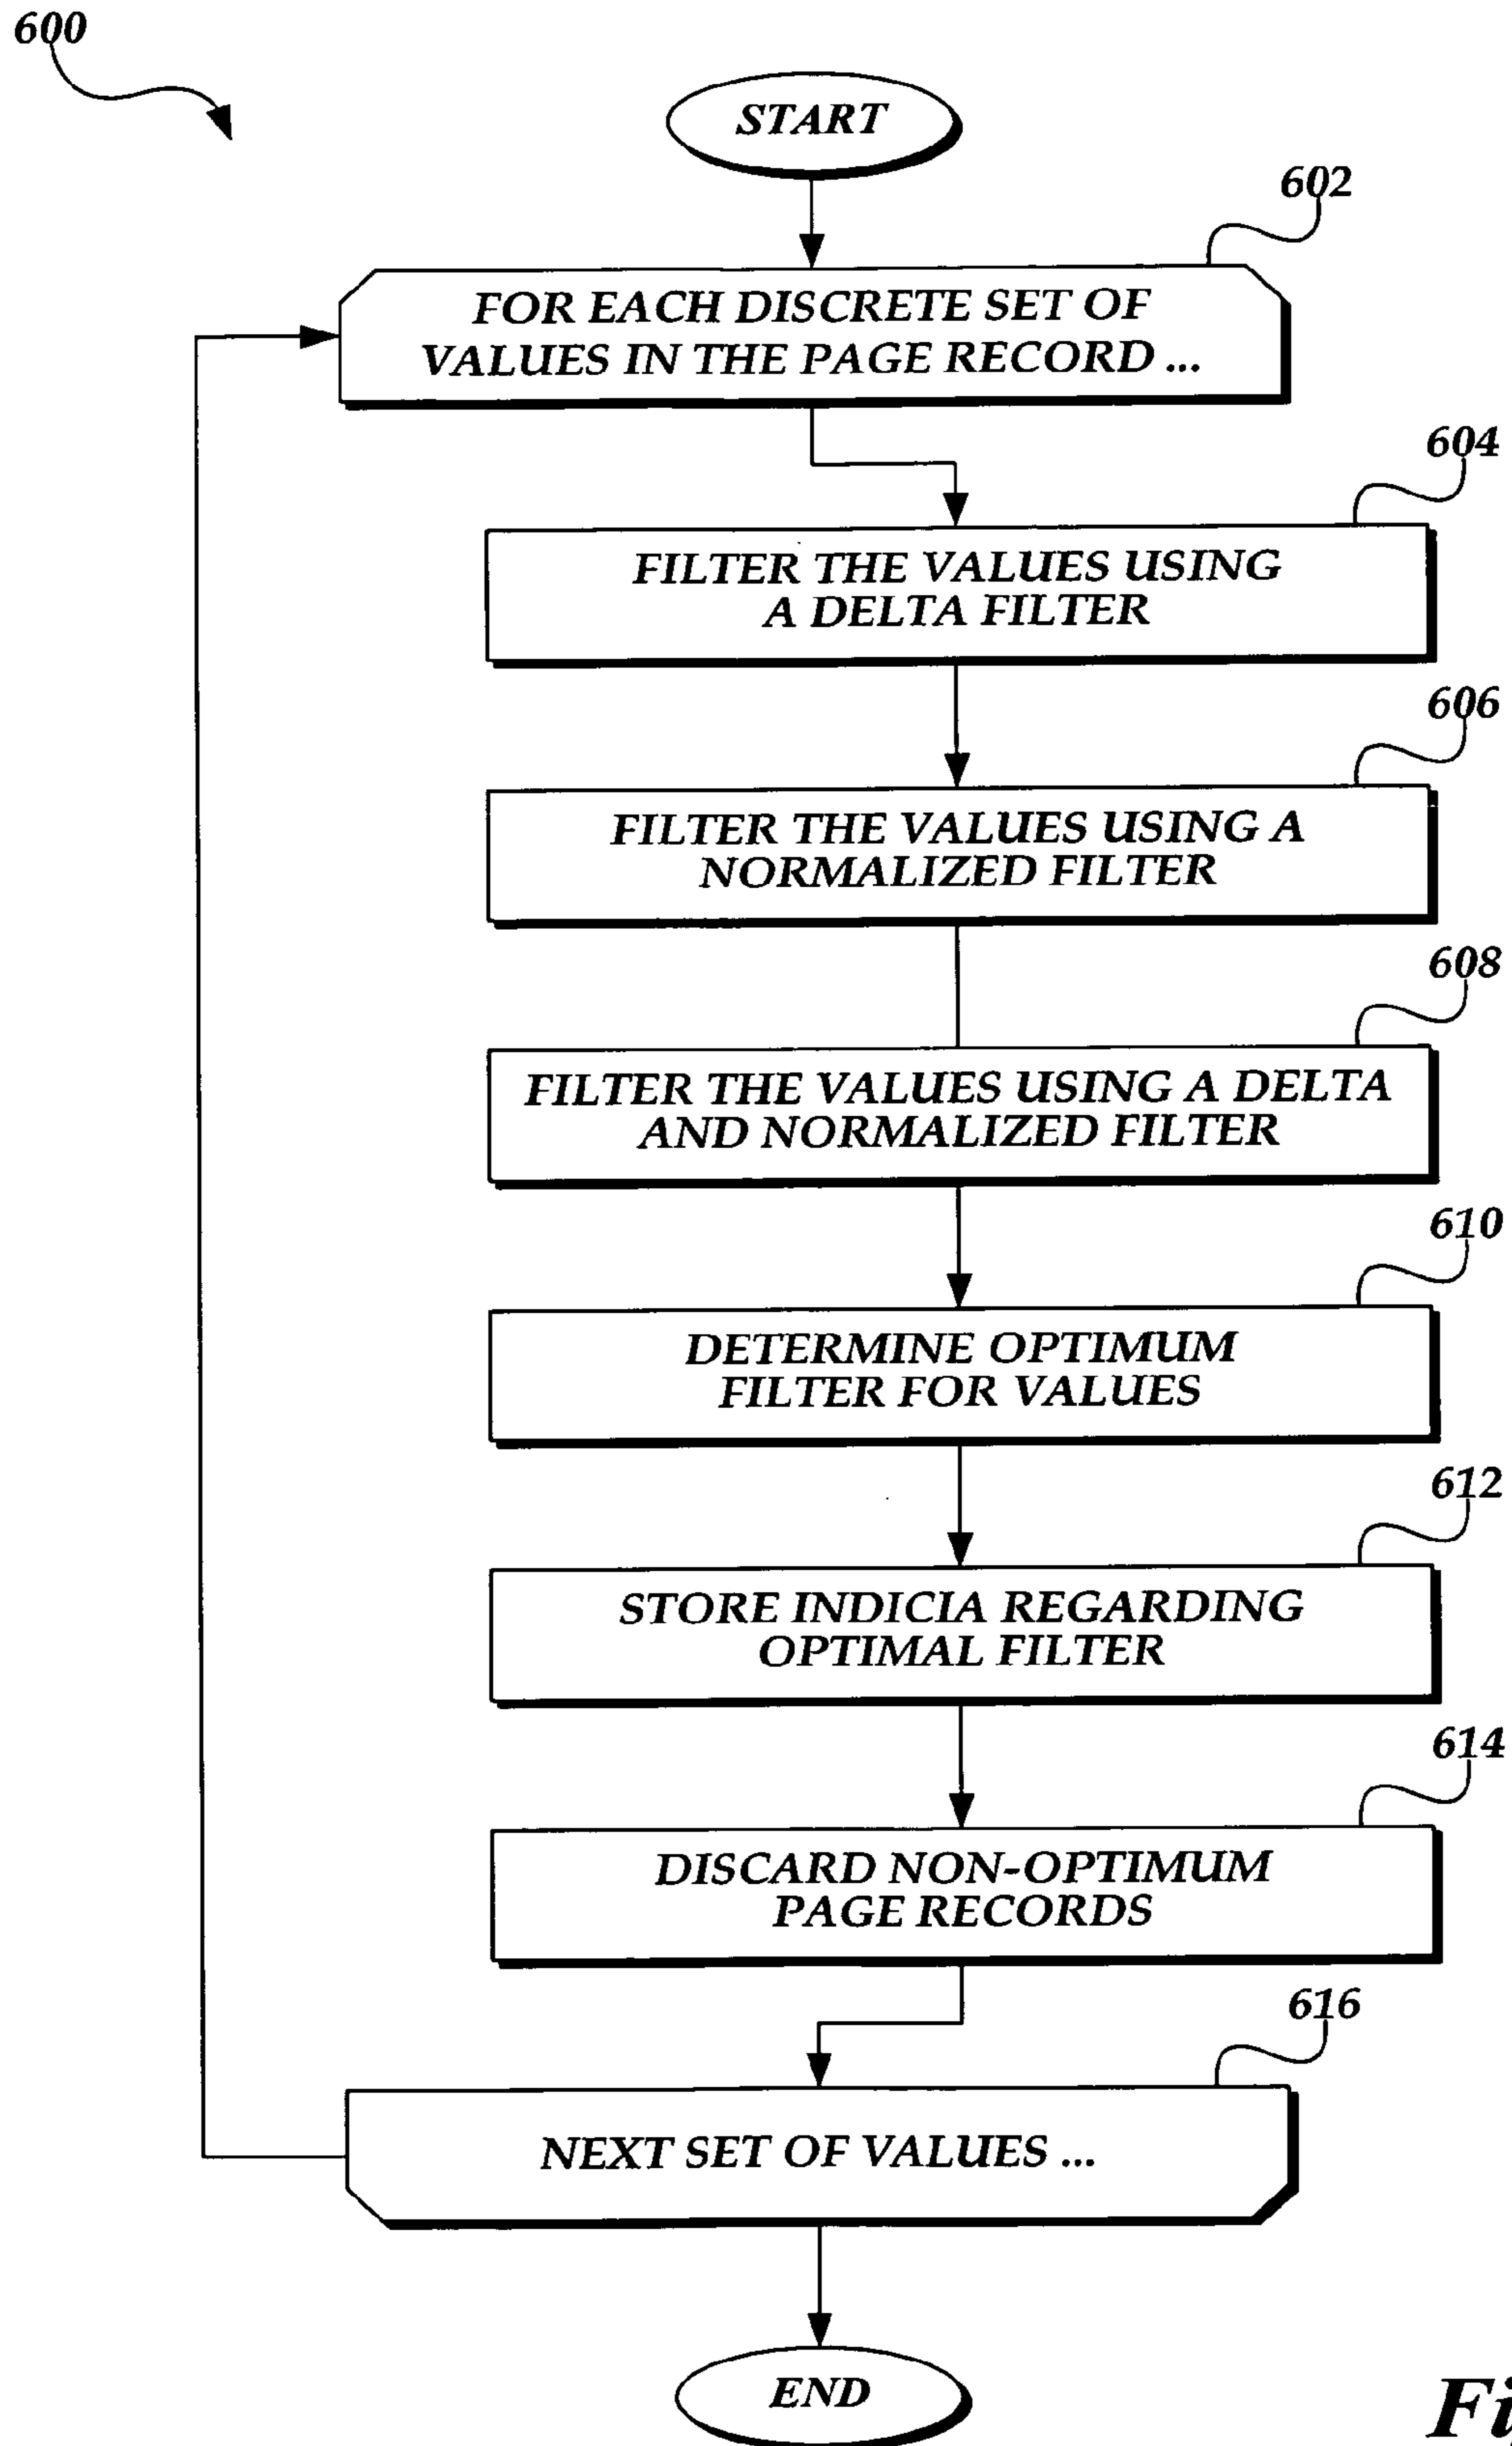 600
START
602
FOR EACH DISCRETE SET OF
VALUES IN THE PAGE RECORD ...
604
FILTER THE VALUES USING
A DELTA FILTER
606
FILTER THE VALUES USING A
NORMALIZED FILTER
608
FILTER THE VALUES USING A DELTA
AND NORMALIZED FILTER
610
DETERMINE OPTIMUM
FILTER FOR VALUES
612
STORE INDICIA REGARDING
OPTIMAL FILTER
614
DISCARD NON-OPTIMUM
PAGE RECORDS
616
NEXT SET OF VALUES ...
END